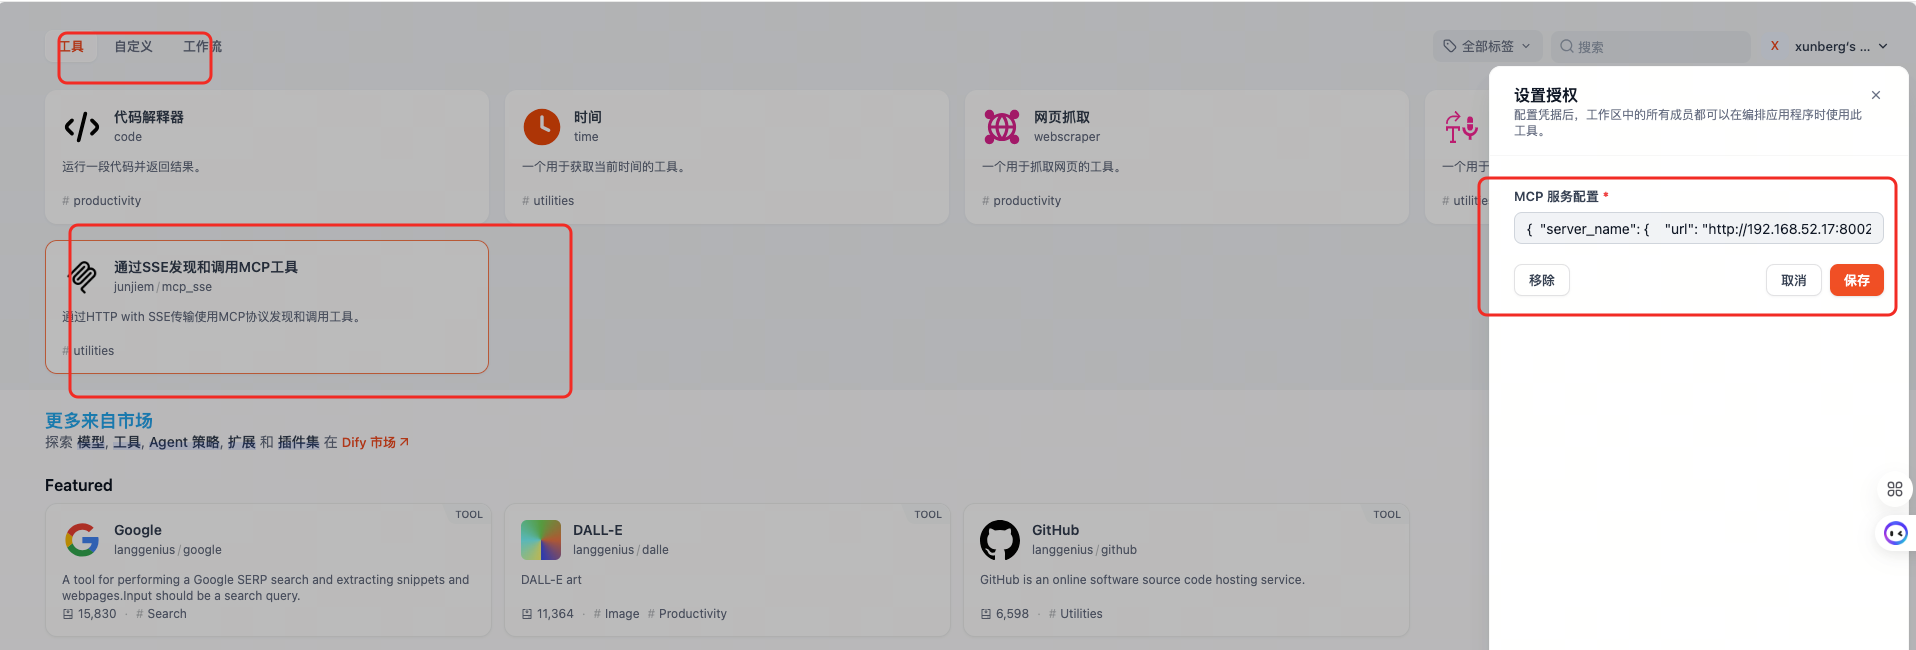 工具 自定义 工作流
全部标签 搜索 X xunberg's ...
代码解释器
code
运行一段代码并返回结果。
# productivity
时间
time
一个用于获取当前时间的工具。
# utilities
网页抓取
webscraper
一个用于抓取网页的工具。
# productivity
一个用于
# utilitie
通过SSE发现和调用MCP工具
junjiem / mcp_sse
通过HTTP with SSE传输使用MCP协议发现和调用工具。
# utilities
设置授权
配置凭据后，工作区中的所有成员都可以在编排应用程序时使用此
工具。
MCP 服务配置 *
{ "server_name": { "url": "http://192.168.52.17:8002
移除 取消 保存
更多来自市场
探索 模型, 工具, Agent 策略, 扩展 和 插件集 在 Dify 市场
Featured
TOOL
Google
langgenius / google
A tool for performing a Google SERP search and extracting snippets and
webpages.Input should be a search query.
15,830 · # Search
TOOL
DALL-E
langgenius / dalle
DALL-E art
11,364 · # Image # Productivity
TOOL
GitHub
langgenius / github
GitHub is an online software source code hosting service.
6,598 · # Utilities